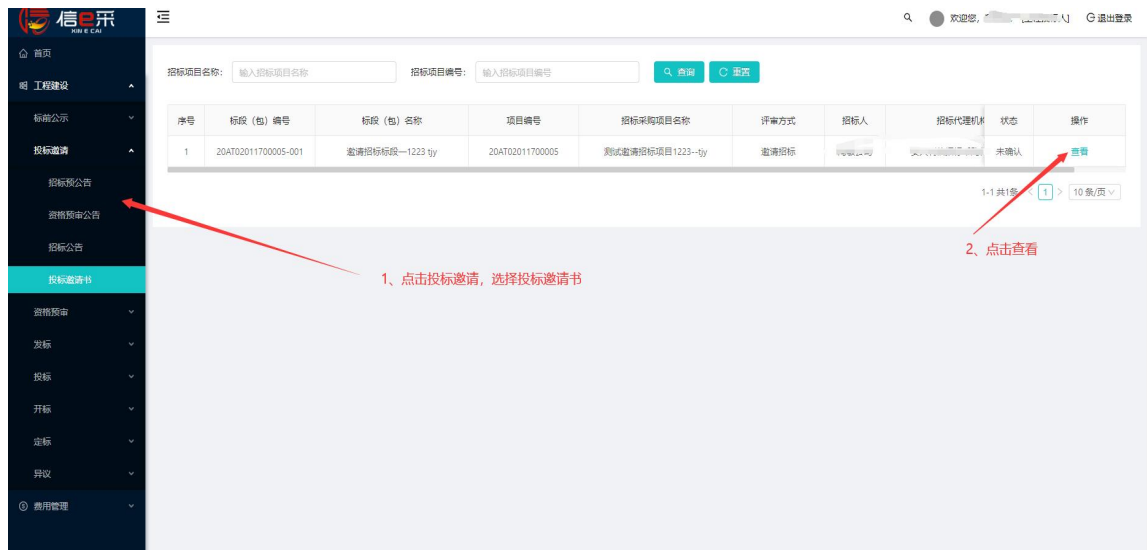 信e采
XIN E CAI
欢迎您,
退出登录
首页
工程建设
标前公示
投标邀请
招标预公告
资格预审公告
招标公告
投标邀请书
资格预审
发标
投标
开标
定标
异议
费用管理
招标项目名称: 输入招标项目名称 招标项目编号: 输入招标项目编号 查询 重置
序号 标段(包)编号 标段(包)名称 项目编号 招标采购项目名称 评审方式 招标人 招标代理机构 状态 操作
1 20AT02011700005-001 邀请招标标段一1223 tjy 20AT02011700005 测试邀请招标项目1223--tjy 邀请招标 未确认 查看
1-1 共1条 < 1 > 10 条/页
1、点击投标邀请,选择投标邀请书
2、点击查看